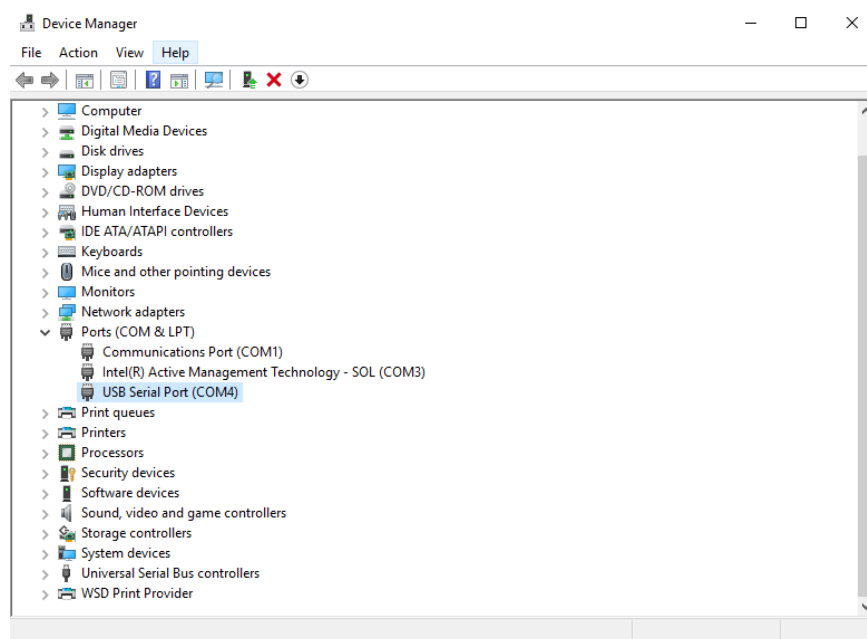 Device Manager
File Action View Help
Computer
Digital Media Devices
Disk drives
Display adapters
DVD/CD-ROM drives
Human Interface Devices
IDE ATA/ATAPI controllers
Keyboards
Mice and other pointing devices
Monitors
Network adapters
Ports (COM & LPT)
Communications Port (COM1)
Intel(R) Active Management Technology - SOL (COM3)
USB Serial Port (COM4)
Print queues
Printers
Processors
Security devices
Software devices
Sound, video and game controllers
Storage controllers
System devices
Universal Serial Bus controllers
WSD Print Provider